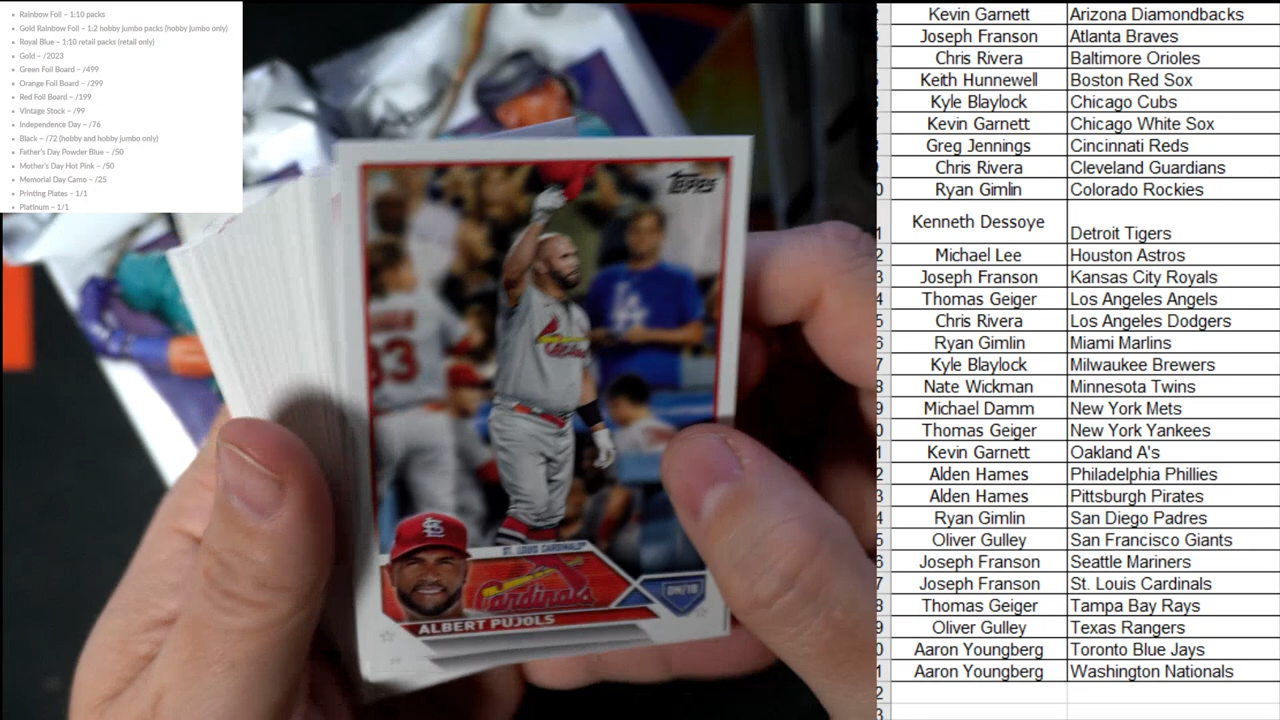 Rainbow Foil – 1:10 packs
Gold Rainbow Foil – 1:2 hobby jumbo packs (hobby jumbo only)
Royal Blue – 1:10 retail packs (retail only)
Gold – /2023
Green Foil Board – /499
Orange Foil Board – /299
Red Foil Board – /199
Vintage Stock – /99
Independence Day – /76
Black – /72 (hobby and hobby jumbo only)
Father's Day Powder Blue – /50
Mother's Day Hot Pink – /50
Memorial Day Camo – /25
Printing Plates – 1/1
Platinum – 1/1
TOPPS
33
LA
Cardinals
ST. LOUIS CARDINALS
Cardinals
DH/1B
ALBERT PUJOLS
Kevin Garnett Arizona Diamondbacks
Joseph Franson Atlanta Braves
Chris Rivera Baltimore Orioles
Keith Hunnewell Boston Red Sox
Kyle Blaylock Chicago Cubs
Kevin Garnett Chicago White Sox
Greg Jennings Cincinnati Reds
Chris Rivera Cleveland Guardians
Ryan Gimlin Colorado Rockies
Kenneth Dessoye Detroit Tigers
Michael Lee Houston Astros
Joseph Franson Kansas City Royals
Thomas Geiger Los Angeles Angels
Chris Rivera Los Angeles Dodgers
Ryan Gimlin Miami Marlins
Kyle Blaylock Milwaukee Brewers
Nate Wickman Minnesota Twins
Michael Damm New York Mets
Thomas Geiger New York Yankees
Kevin Garnett Oakland A's
Alden Hames Philadelphia Phillies
Alden Hames Pittsburgh Pirates
Ryan Gimlin San Diego Padres
Oliver Gulley San Francisco Giants
Joseph Franson Seattle Mariners
Joseph Franson St. Louis Cardinals
Thomas Geiger Tampa Bay Rays
Oliver Gulley Texas Rangers
Aaron Youngberg Toronto Blue Jays
Aaron Youngberg Washington Nationals